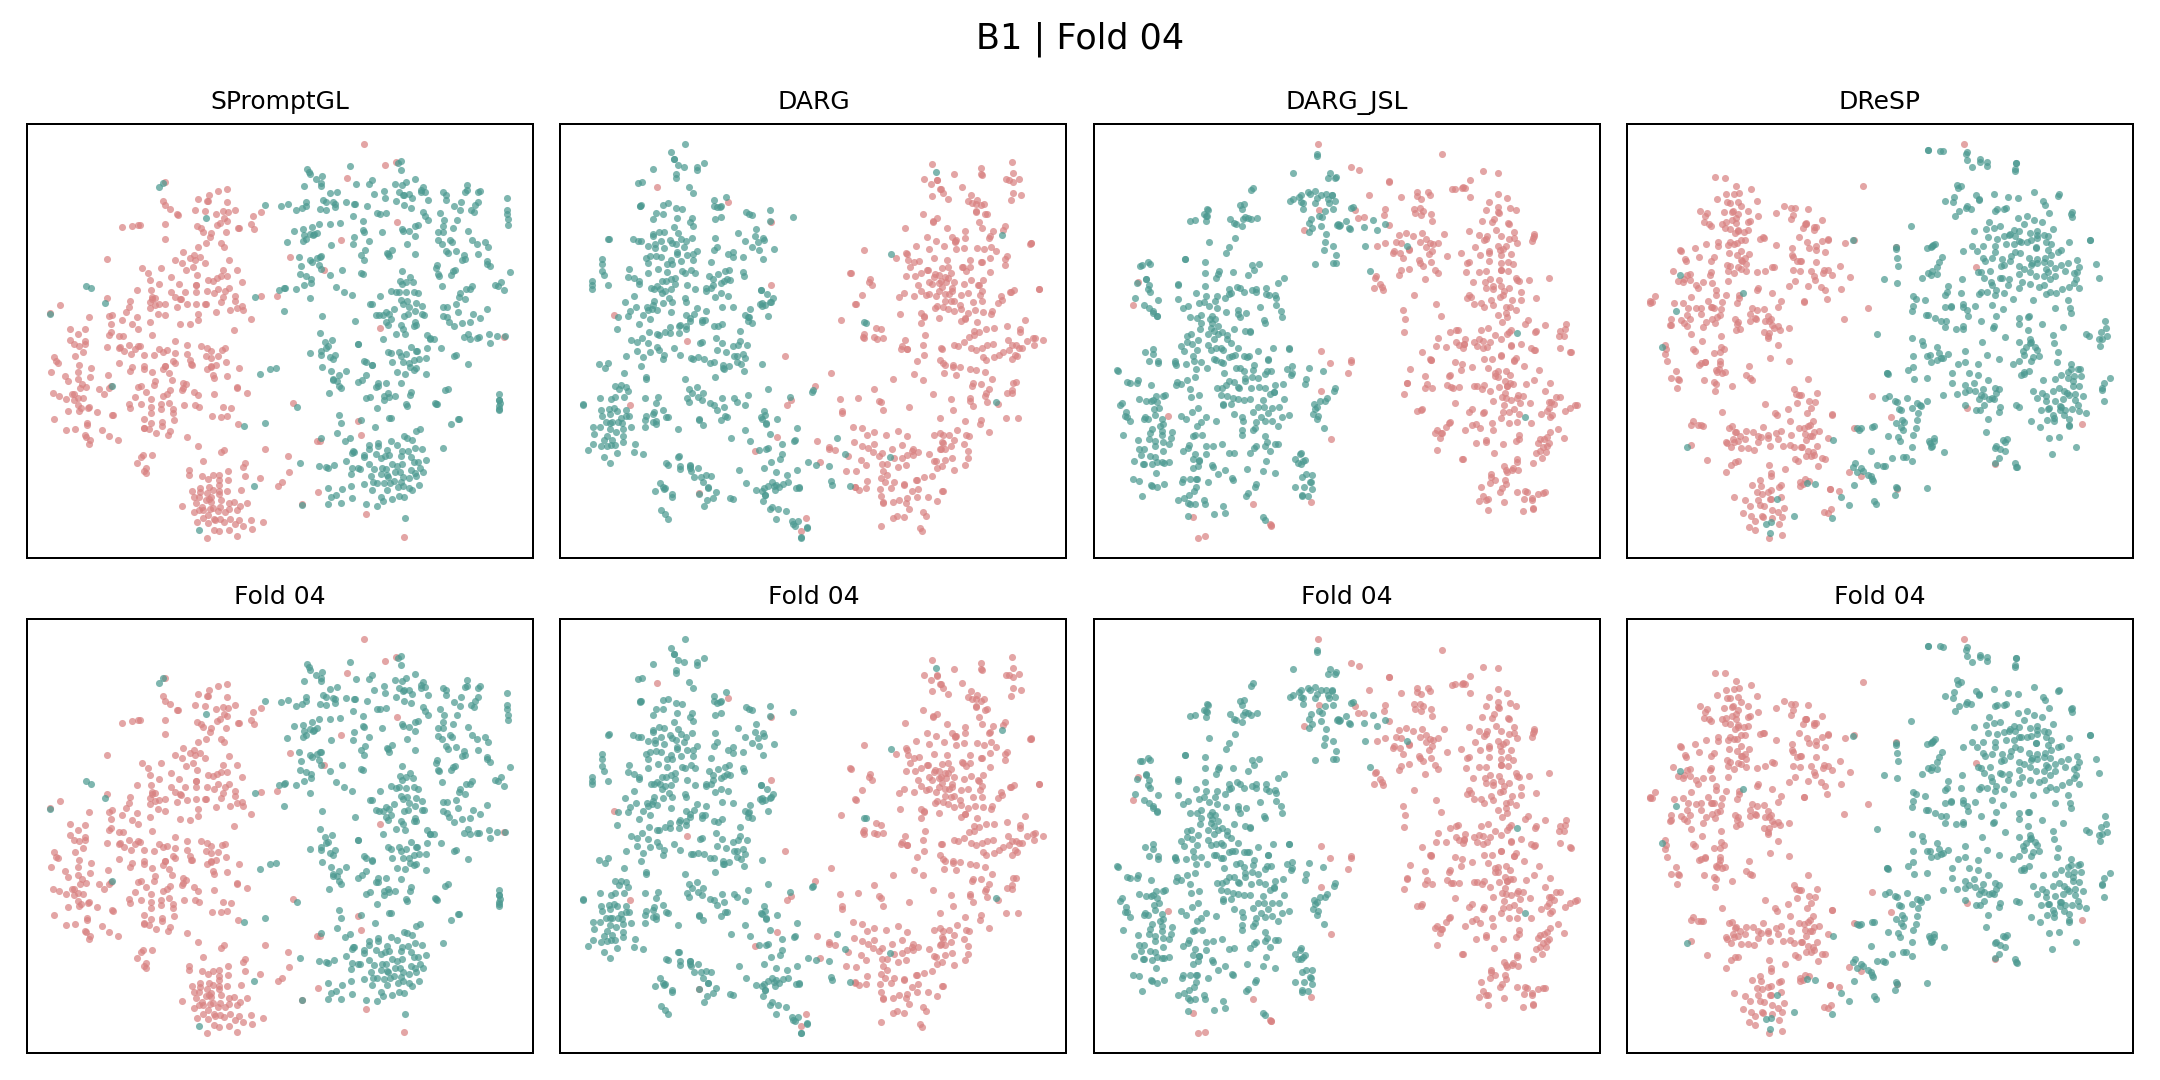 B1 | Fold 04
SPromptGL
DARG
DARG_JSL
DReSP
Fold 04
Fold 04
Fold 04
Fold 04